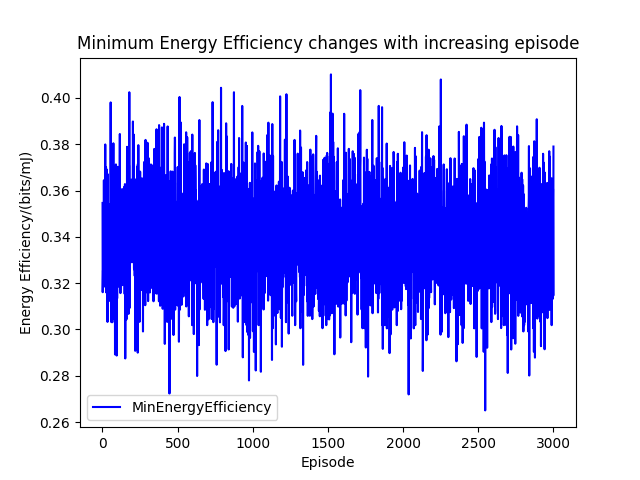 Minimum Energy Efficiency changes with increasing episode
Energy Efficiency/(bits/mJ)
0.40
0.38
0.36
0.34
0.32
0.30
0.28
0.26
MinEnergyEfficiency
0 500 1000 1500 2000 2500 3000
Episode